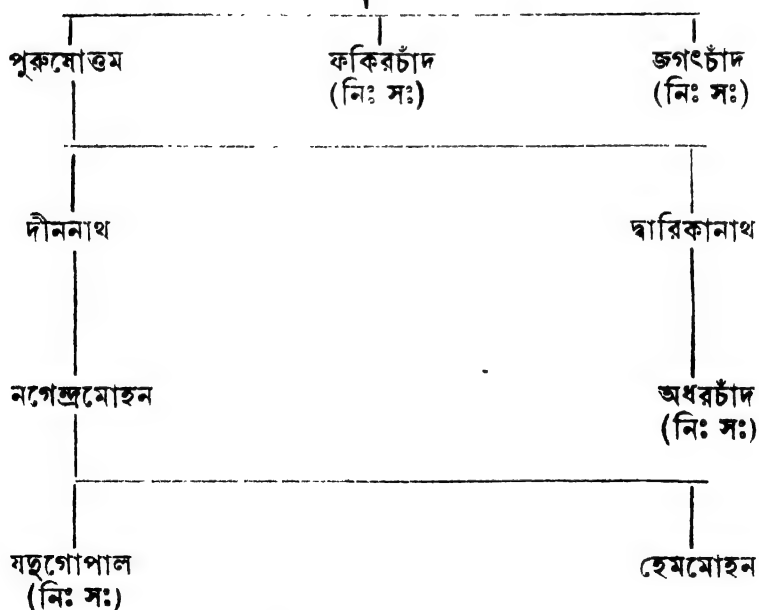 পুরুষোত্তম ফকিরচাঁদ জগৎচাঁদ
(নিঃ সঃ) (নিঃ সঃ)
দীননাথ দ্বারিকানাথ
নগেন্দ্রমোহন অধরচাঁদ
(নিঃ সঃ)
যদুগোপাল হেমমোহন
(নিঃ সঃ)